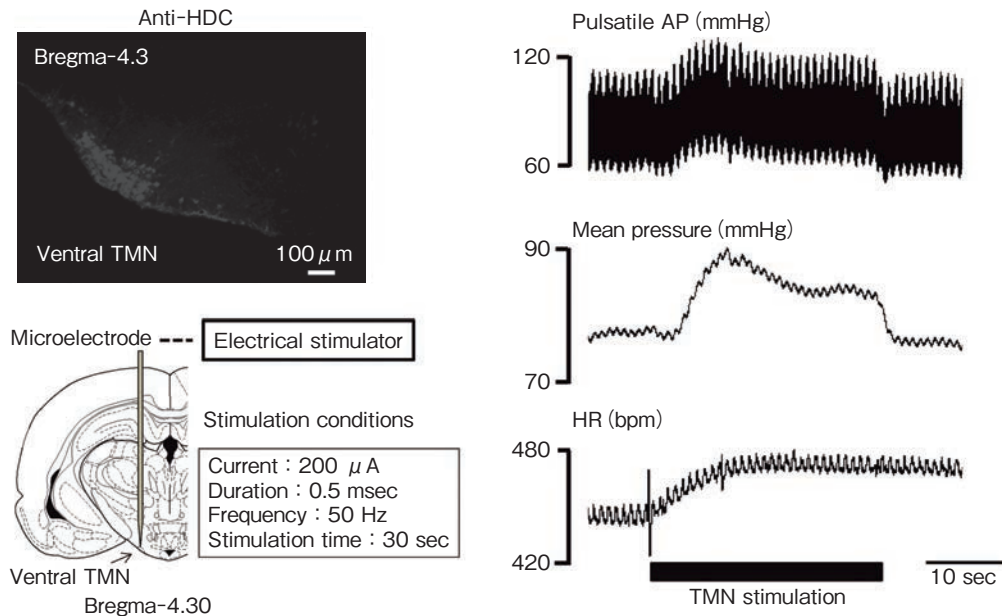 Anti-HDC
Bregma-4.3
Ventral TMN
100 μm
Microelectrode
Electrical stimulator
Stimulation conditions
Current : 200 μA
Duration : 0.5 msec
Frequency : 50 Hz
Stimulation time : 30 sec
Ventral TMN
Bregma-4.30
Pulsatile AP (mmHg)
120
60
Mean pressure (mmHg)
90
70
HR (bpm)
480
420
10 sec
TMN stimulation